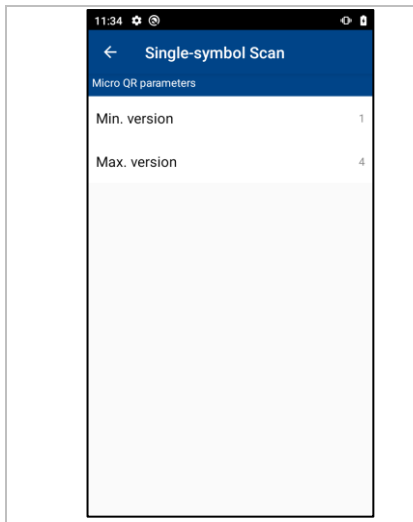 11:34
Single-symbol Scan
Micro QR parameters
Min. version 1
Max. version 4